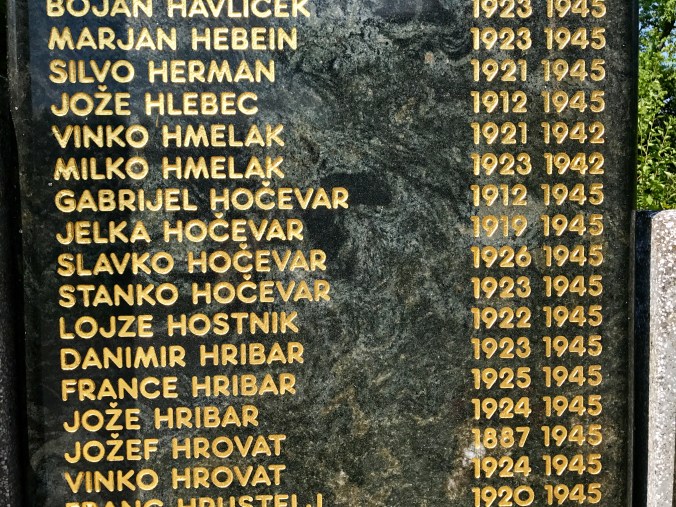 BOJAN HAVLIČEK 1923 1945
MARJAN HEBEIN 1923 1945
SILVO HERMAN 1921 1945
JOŽE HLEBEC 1912 1945
VINKO HMELAK 1921 1942
MILKO HMELAK 1923 1942
GABRIJEL HOČEVAR 1912 1945
JELKA HOČEVAR 1919 1945
SLAVKO HOČEVAR 1926 1945
STANKO HOČEVAR 1923 1945
LOJZE HOSTNIK 1922 1945
DANIMIR HRIBAR 1923 1945
FRANCE HRIBAR 1925 1945
JOŽE HRIBAR 1924 1945
JOŽEF HROVAT 1887 1945
VINKO HROVAT 1924 1945
FRANC HRUSTELJ 1920 1945